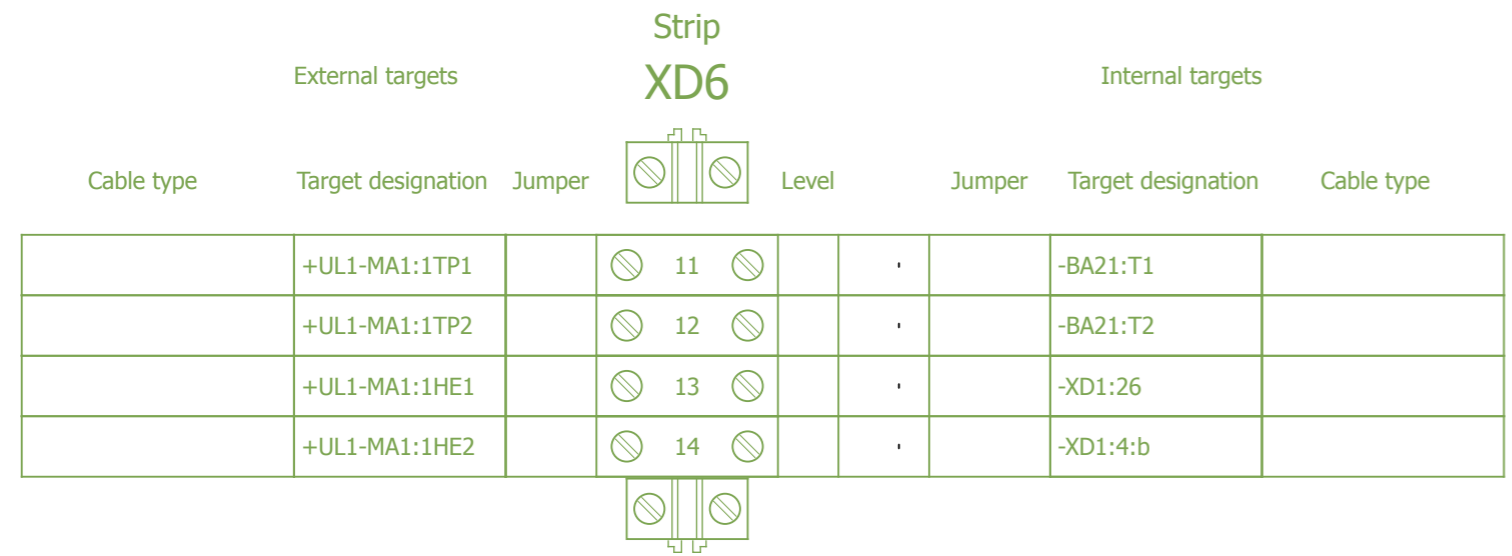 Strip
External targets XD6 Internal targets
Cable type Target designation Jumper Level Jumper Target designation Cable type
+UL1-MA1:1TP1 11 ' -BA21:T1
+UL1-MA1:1TP2 12 ' -BA21:T2
+UL1-MA1:1HE1 13 ' -XD1:26
+UL1-MA1:1HE2 14 ' -XD1:4:b